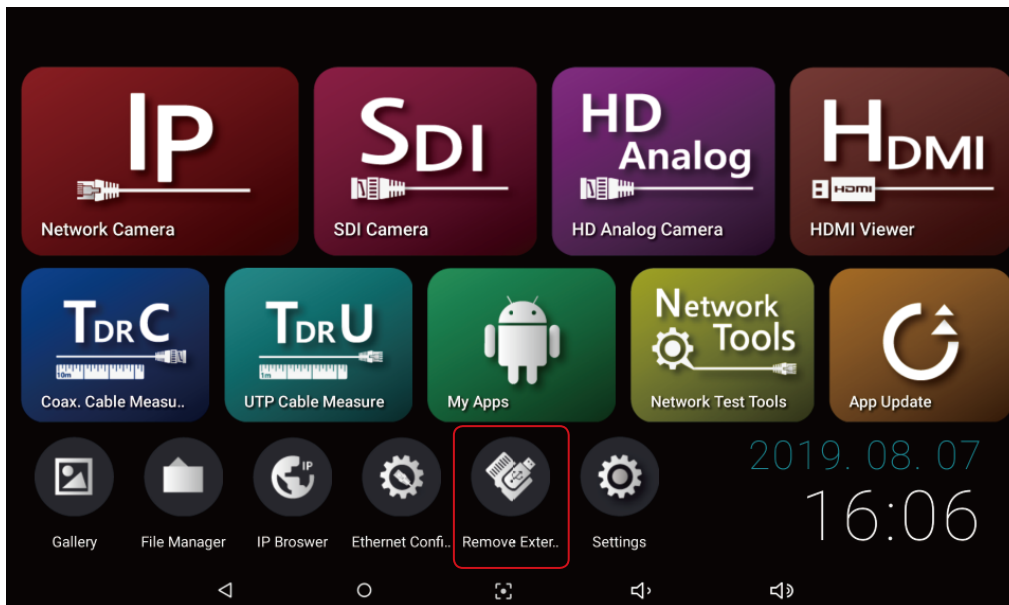 IP
Network Camera
SDI
SDI Camera
HD
Analog
HD Analog Camera
HDMI
HDMI
HDMI Viewer
TDR C
10m
Coax. Cable Measu..
TDR U
1m
UTP Cable Measure
My Apps
Network
Tools
Network Test Tools
App Update
Gallery
File Manager
IP
IP Broswer
Ethernet Confi..
Remove Exter..
Settings
2019. 08. 07
16:06